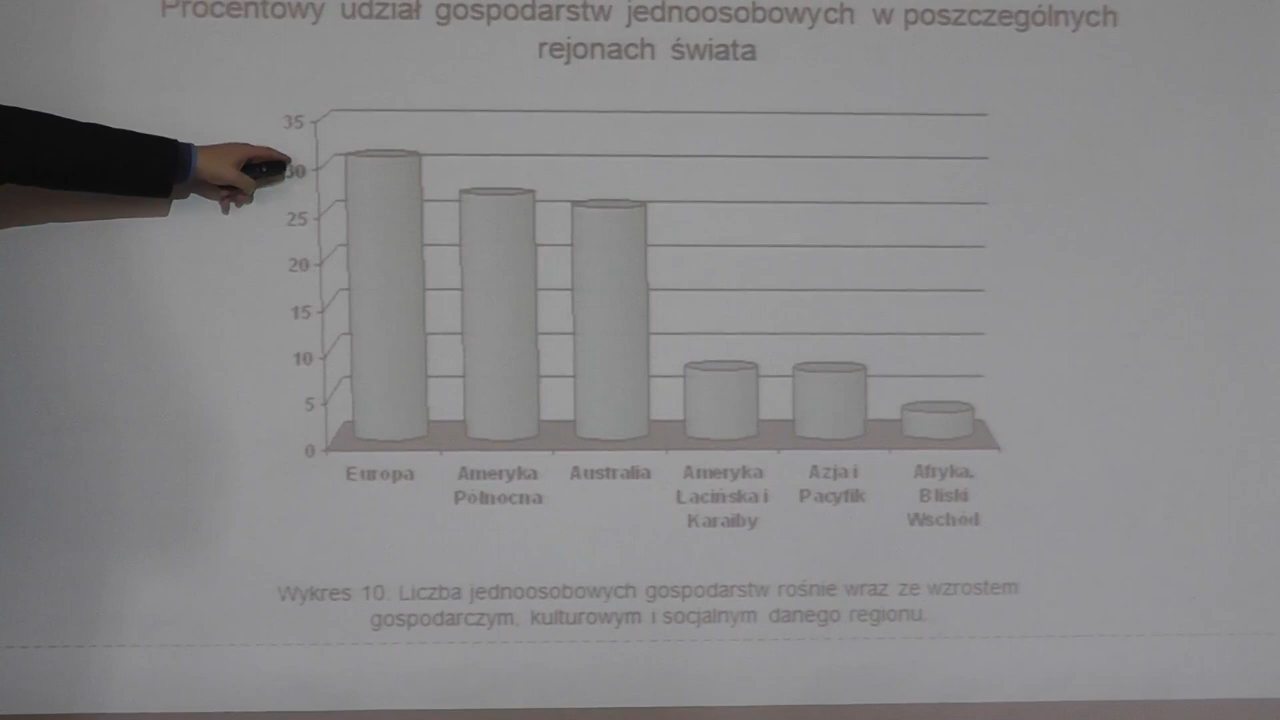 Procentowy udział gospodarstw jednoosobowych w poszczególnych
rejonach świata
35
30
25
20
15
10
5
0
Europa
Ameryka
Północna
Australia
Ameryka
Łacińska i
Karaiby
Azja i
Pacyfik
Afryka,
Bliski
Wschód
Wykres 10. Liczba jednoosobowych gospodarstw rośnie wraz ze wzrostem
gospodarczym, kulturowym i socjalnym danego regionu.